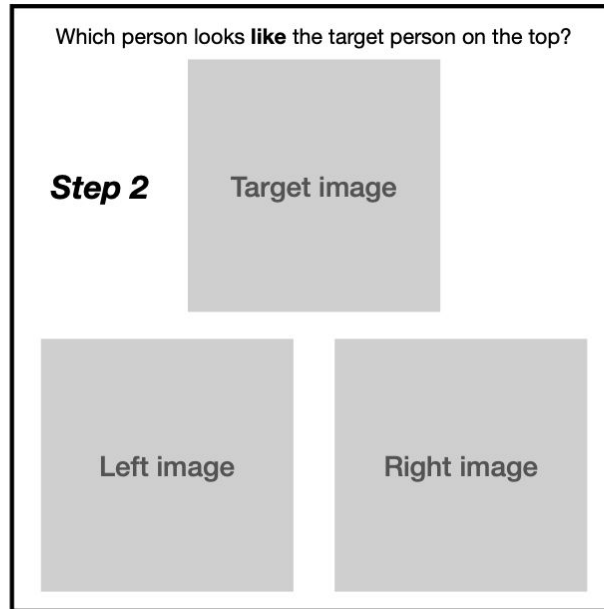 Which person looks like the target person on the top?
Step 2
Target image
Left image
Right image